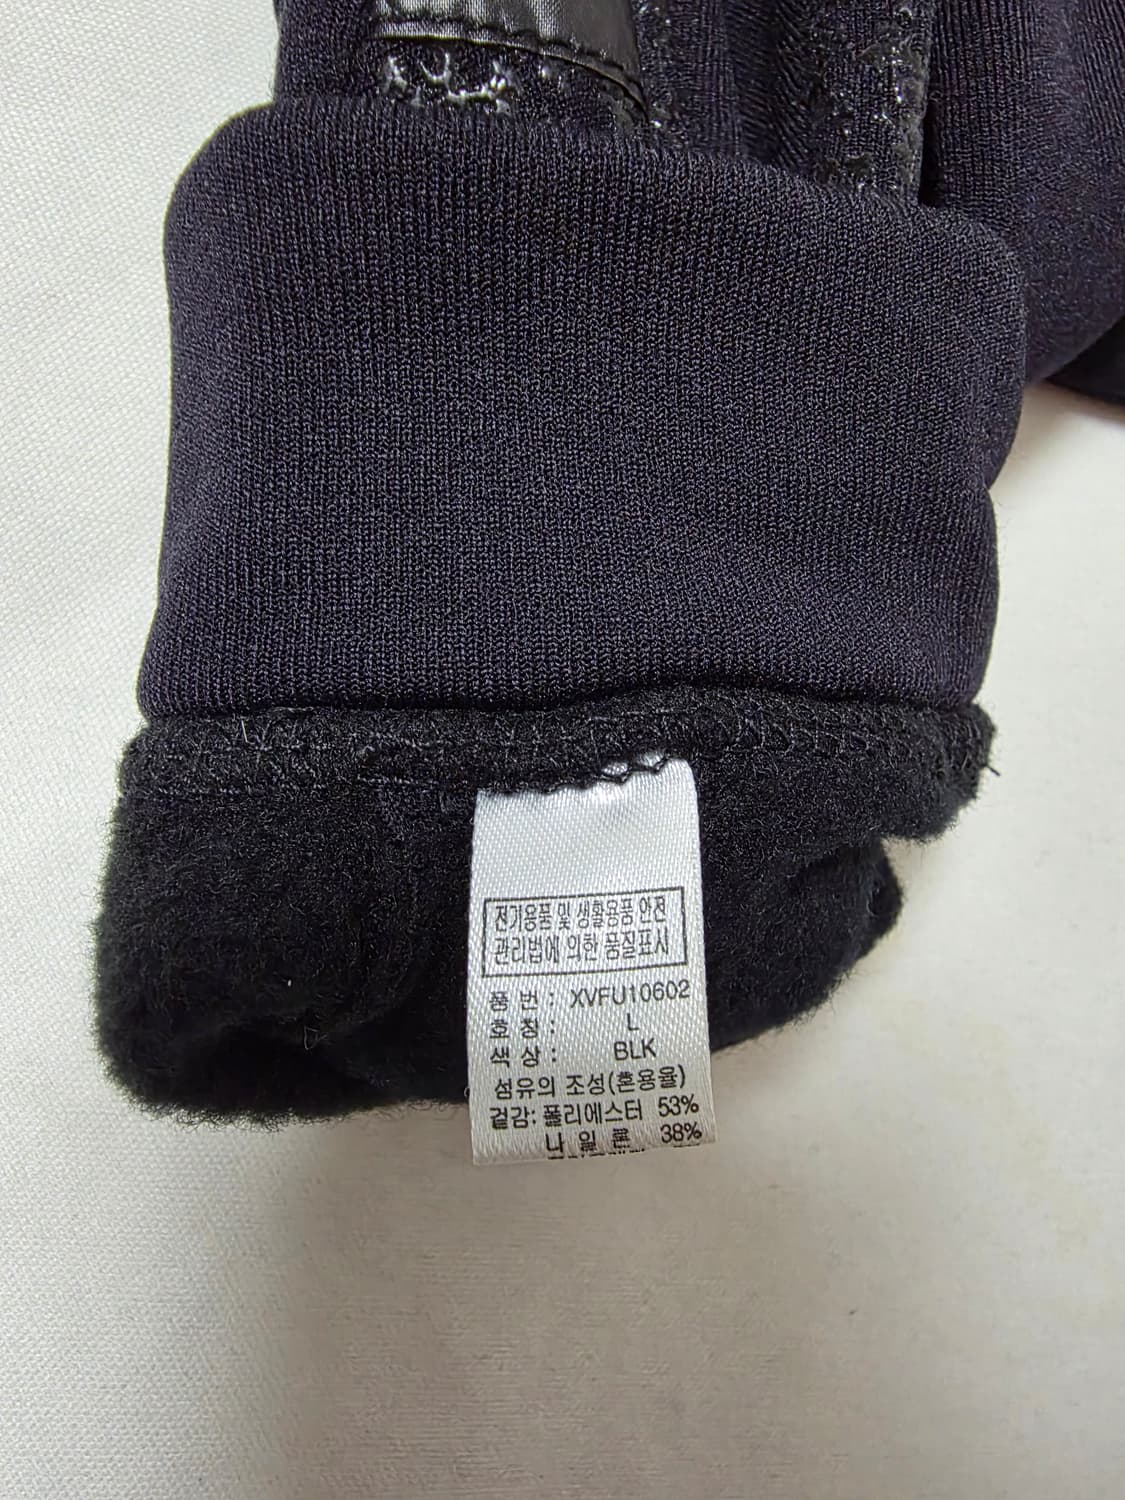 전기용품 및 생활용품 안전
관리법에 의한 품질표시
품 번 : XVFU10602
호 칭 : L
색 상 : BLK
섬유의 조성(혼용율)
겉감: 폴리에스터 53%
나 일 론 38%